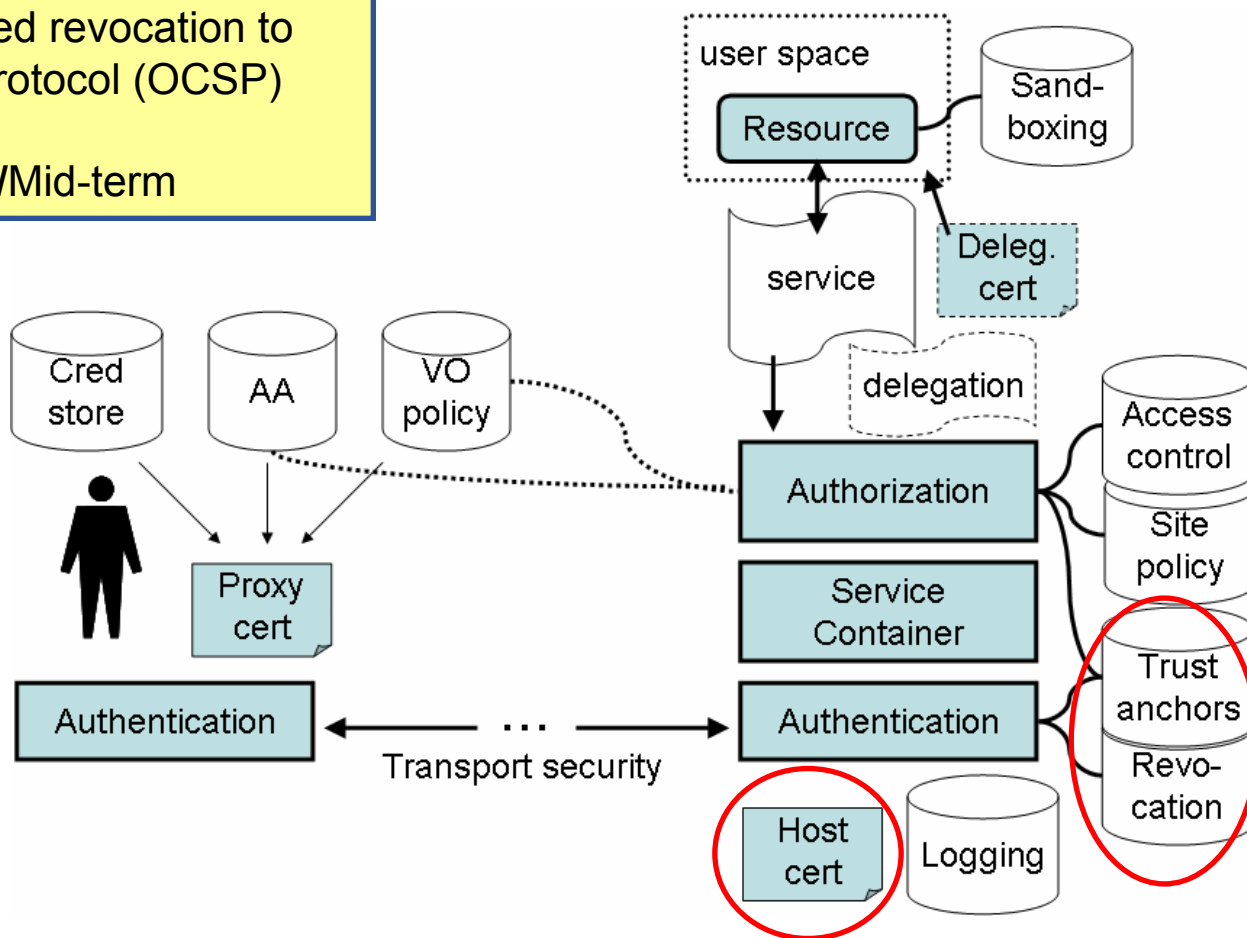 ed revocation to
rotocol (OCSP)
/Mid-term
user space
Resource
Sand-
boxing
service
Deleg.
cert
delegation
Cred
store
AA
VO
policy
Access
control
Authorization
Site
policy
Proxy
cert
Service
Container
Trust
anchors
Authentication
...
Authentication
Transport security
Revo-
cation
Host
cert
Logging